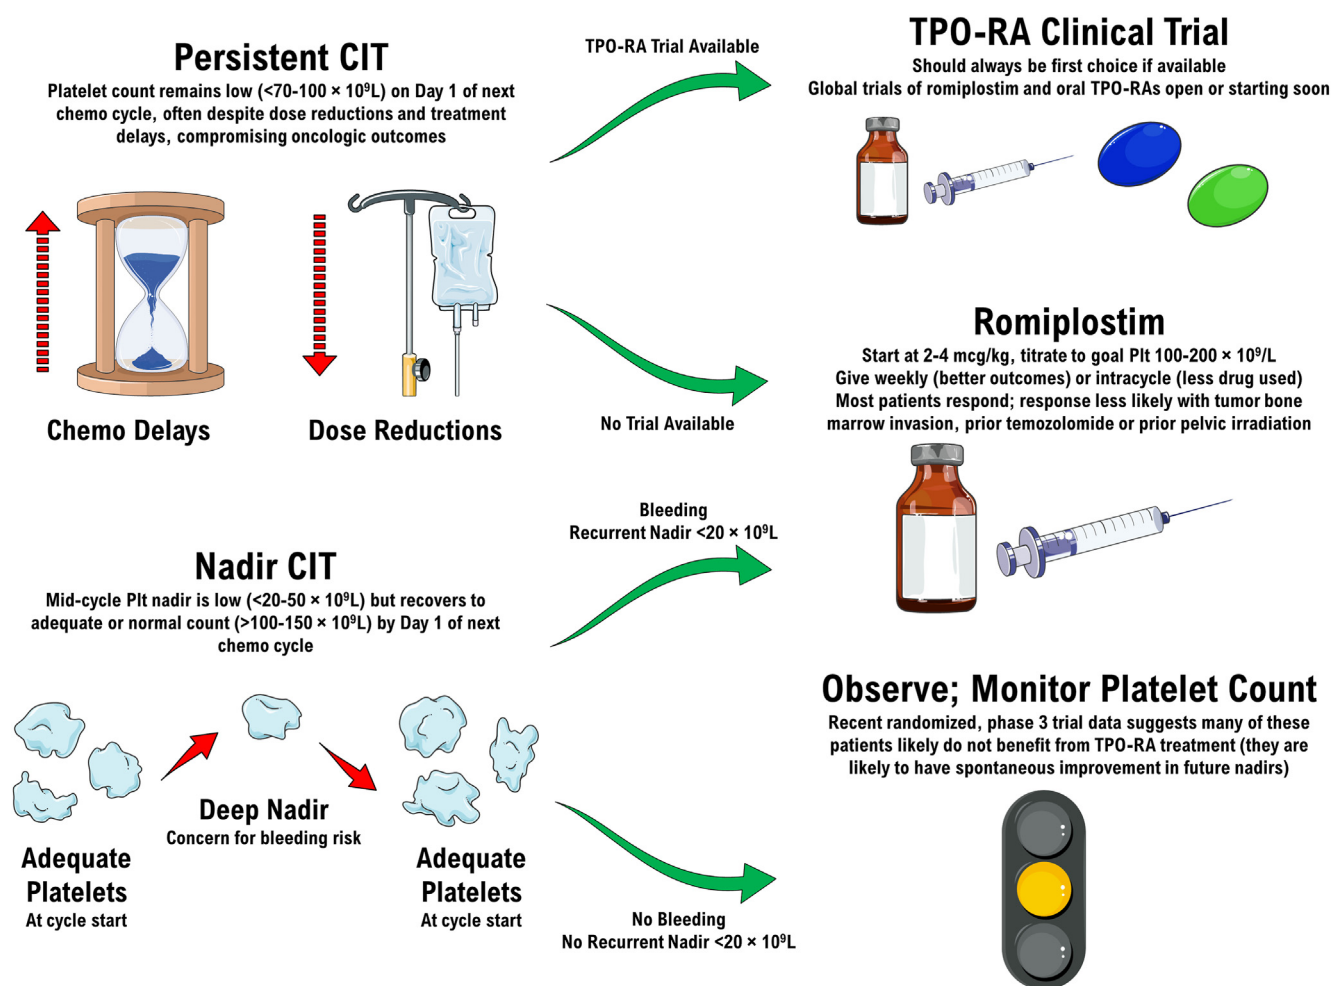 Persistent CIT
Platelet count remains low (<70-100 × 10⁹L) on Day 1 of next
chemo cycle, often despite dose reductions and treatment
delays, compromising oncologic outcomes
Chemo Delays
Dose Reductions
TPO-RA Trial Available
No Trial Available
TPO-RA Clinical Trial
Should always be first choice if available
Global trials of romiplostim and oral TPO-RAs open or starting soon
Romiplostim
Start at 2-4 mcg/kg, titrate to goal Plt 100-200 × 10⁹/L
Give weekly (better outcomes) or intracycle (less drug used)
Most patients respond; response less likely with tumor bone
marrow invasion, prior temozolomide or prior pelvic irradiation
Nadir CIT
Mid-cycle Plt nadir is low (<20-50 × 10⁹L) but recovers to
adequate or normal count (>100-150 × 10⁹L) by Day 1 of next
chemo cycle
Adequate
Platelets
At cycle start
Deep Nadir
Concern for bleeding risk
Adequate
Platelets
At cycle start
Bleeding
Recurrent Nadir <20 × 10⁹L
No Bleeding
No Recurrent Nadir <20 × 10⁹L
Observe; Monitor Platelet Count
Recent randomized, phase 3 trial data suggests many of these
patients likely do not benefit from TPO-RA treatment (they are
likely to have spontaneous improvement in future nadirs)